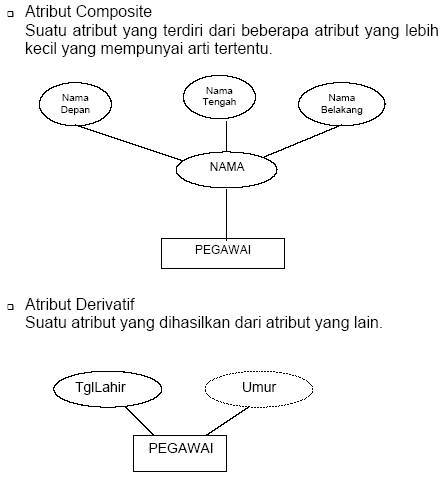 Atribut Composite
Suatu atribut yang terdiri dari beberapa atribut yang lebih
kecil yang mempunyai arti tertentu.
Nama
Depan
Nama
Tengah
Nama
Belakang
NAMA
PEGAWAI
Atribut Derivatif
Suatu atribut yang dihasilkan dari atribut yang lain.
TglLahir
Umur
PEGAWAI